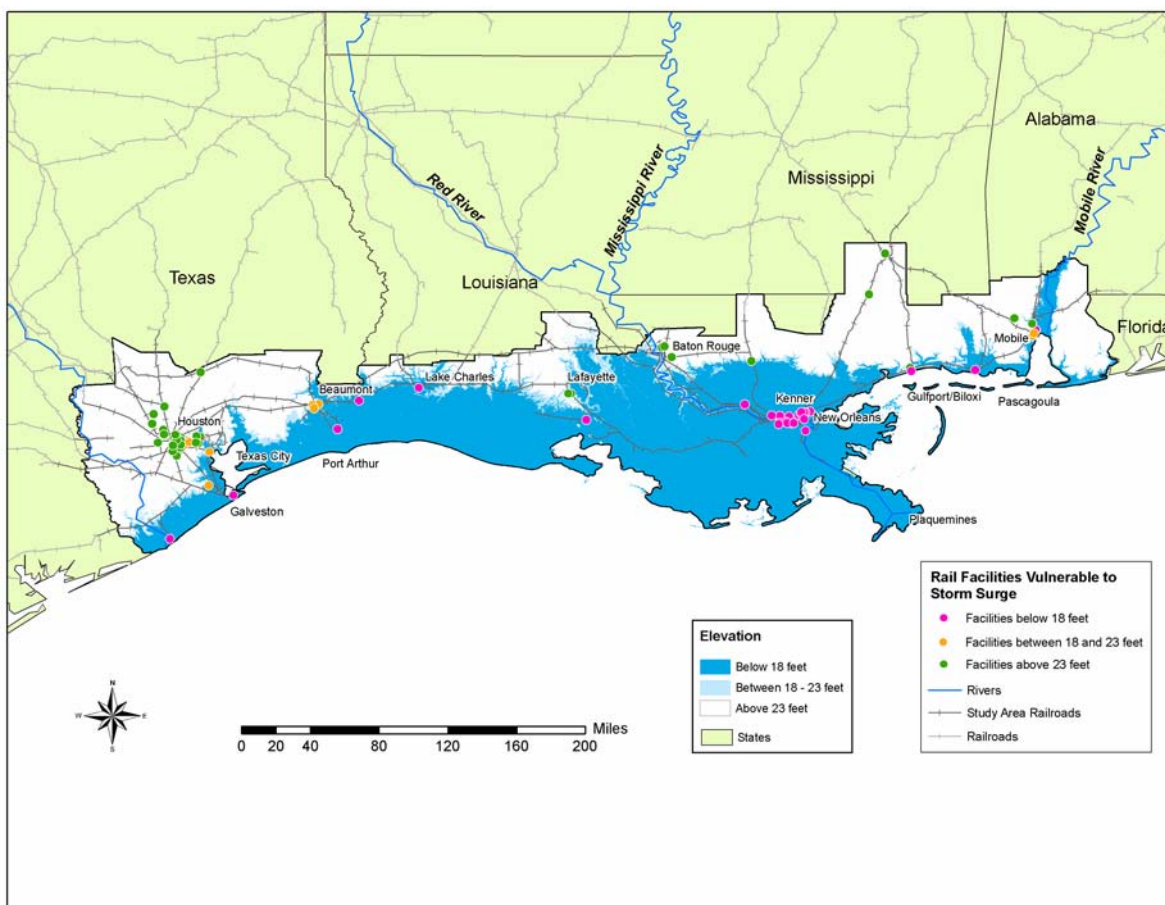 Alabama
Mississippi
Red River
Mississippi River
Mobile River
Texas
Louisiana
Florida
Baton Rouge
Mobile
Beaumont
Lake Charles
Lafayette
Kenner
Gulfport/Biloxi
Pascagoula
Houston
New Orleans
Texas City
Port Arthur
Galveston
Plaquemines
Rail Facilities Vulnerable to
Storm Surge
Facilities below 18 feet
Facilities between 18 and 23 feet
Facilities above 23 feet
Rivers
Study Area Railroads
Railroads
Elevation
Below 18 feet
Between 18 - 23 feet
Above 23 feet
States
N
W E
S
Miles
0 20 40 80 120 160 200